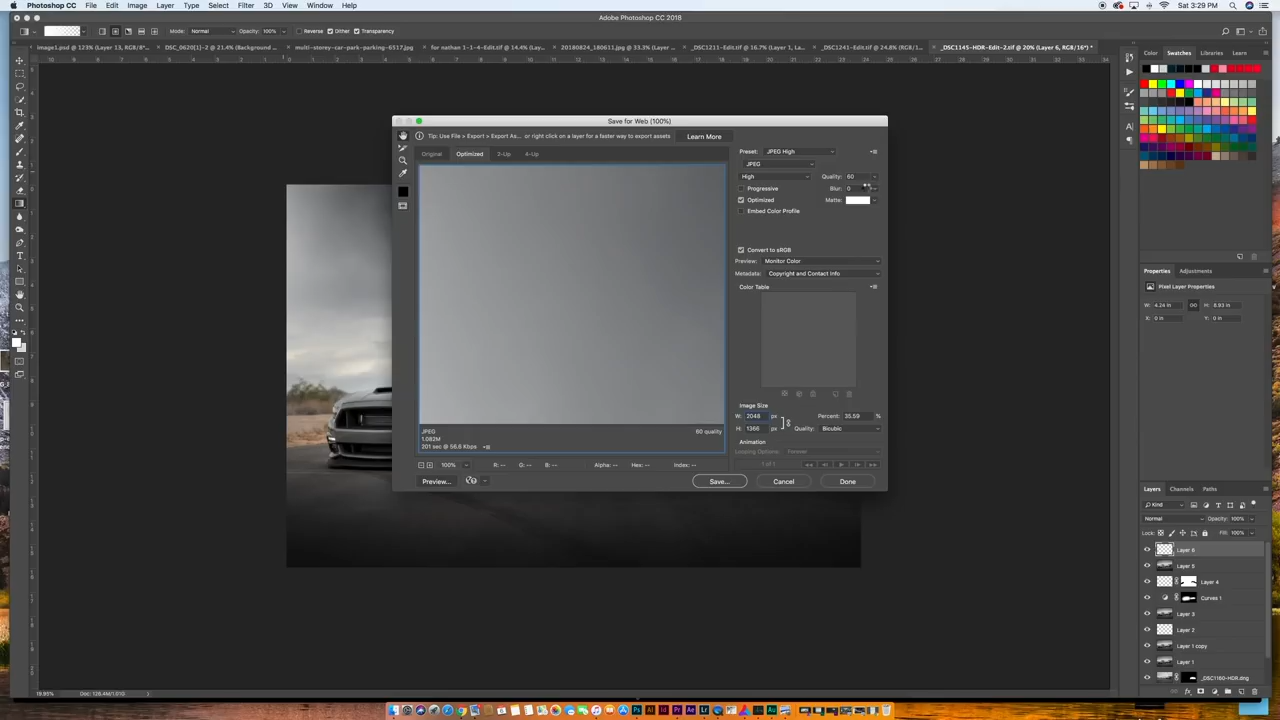 Photoshop CC File Edit Image Layer Type Select Filter 3D View Window Help
Sat 3:29 PM
Adobe Photoshop CC 2018
Mode: Normal Opacity: 100% Reverse Dither Transparency
image1.psd @ 123% (Layer 13, RGB/8*)
DSC_0620[1]-2 @ 21.4% (Background ...
multi-storey-car-park-parking-6517.jpg
for nathan 1-1-4-Edit.tif @ 14.4% (Lay...
20180824_180611.jpg @ 33.3% (Layer ...
_DSC1211-Edit.tif @ 16.7% (Layer 1, La...
_DSC1241-Edit.tif @ 24.8% (RGB/1...
_DSC1145-HDR-Edit-2.tif @ 20% (Layer 6, RGB/16*) *
Color Swatches Libraries Learn
Save for Web (100%)
Tip: Use File > Export > Export As... or right click on a layer for a faster way to export assets
Learn More
Original Optimized 2-Up 4-Up
Preset: JPEG High
JPEG
High Quality: 60
Progressive Blur: 0
Optimized Matte:
Embed Color Profile
Convert to sRGB
Preview: Monitor Color
Metadata: Copyright and Contact Info
Color Table
Image Size
W: 2048 px Percent: 35.59 %
H: 1366 px Quality: Bicubic
Animation
Looping Options: Forever
1 of 1
JPEG 60 quality
1.082M
201 sec @ 56.6 Kbps
100% R: -- G: -- B: -- Alpha: -- Hex: -- Index: --
Preview... Save... Cancel Done
Properties Adjustments
Pixel Layer Properties
W: 4.24 in H: 8.93 in
X: 0 in Y: 0 in
Layers Channels Paths
Kind
Normal Opacity: 100%
Lock: Fill: 100%
Layer 6
Layer 5
Layer 4
Curves 1
Layer 3
Layer 2
Layer 1 copy
Layer 1
_DSC1160-HDR.dng
19.95% Doc: 126.4M/1.01G